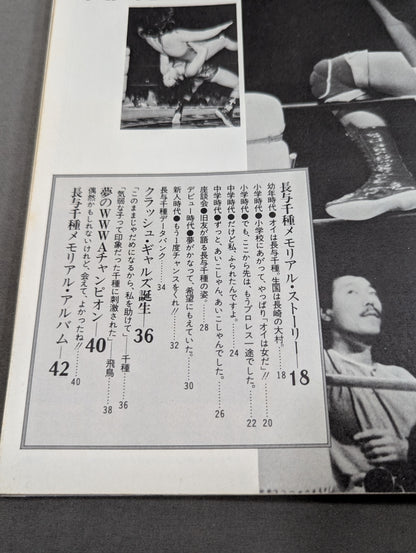 長与千種メモリアル・ストーリー―18
幼年時代●オイは長与千種。生国は長崎の大村。……18
小学時代●小学校にあがって、やっぱり「オイは女だ」!!……20
小学時代●でも、ここから先は、もうプロレス一途でした。……22
中学時代●だけど私、ふられたんですよ。……24
中学時代●ずっと、あいこしゃん、あいこしゃんでした。……26
座談会●旧友が語る長与千種の姿。……28
デビュー時代●夢がかなって、希望にもえていた。……30
新人時代●もう1度チャンスをくれ!!……32
長与千種データバンク……34
クラッシュ・ギャルズ誕生―36
「このままじゃだめになるから、私を助けて」……千種……36
「気弱な子って印象だった千種に刺激された」……飛鳥……38
夢のWWWAチャンピオン―40
偶然かもしれないけれど、会えて、よかったね!!……40
長与千種メモリアル・アルバム―42